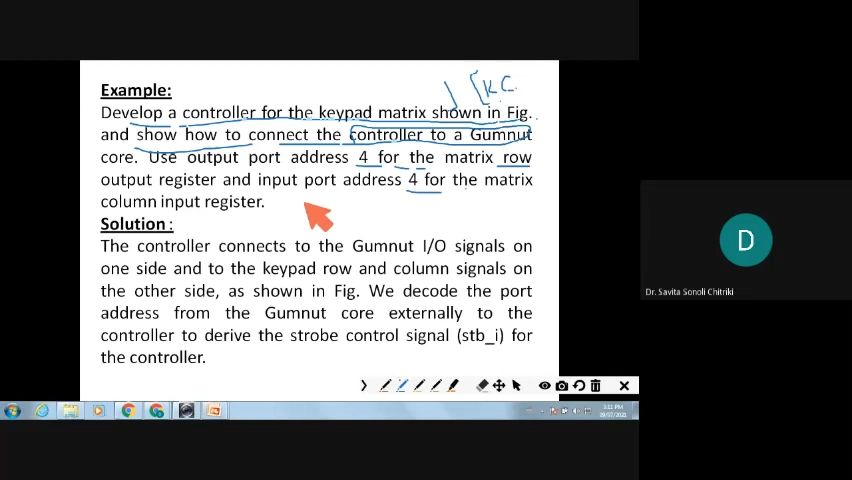 [K C
Example:
Develop a controller for the keypad matrix shown in Fig.
and show how to connect the controller to a Gumnut
core. Use output port address 4 for the matrix row
output register and input port address 4 for the matrix
column input register.
Solution :
The controller connects to the Gumnut I/O signals on
one side and to the keypad row and column signals on
the other side, as shown in Fig. We decode the port
address from the Gumnut core externally to the
controller to derive the strobe control signal (stb_i) for
the controller.
D
Dr. Savita Sonoli Chitriki
3:11 PM